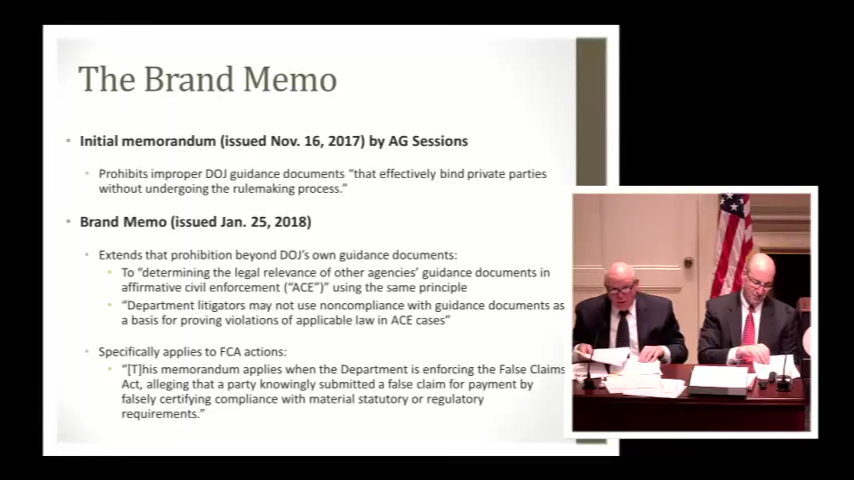 The Brand Memo
Initial memorandum (issued Nov. 16, 2017) by AG Sessions
Prohibits improper DOJ guidance documents “that effectively bind private parties
without undergoing the rulemaking process.”
Brand Memo (issued Jan. 25, 2018)
Extends that prohibition beyond DOJ’s own guidance documents:
To “determining the legal relevance of other agencies’ guidance documents in
affirmative civil enforcement (“ACE”)” using the same principle
“Department litigators may not use noncompliance with guidance documents as
a basis for proving violations of applicable law in ACE cases”
Specifically applies to FCA actions:
“[T]his memorandum applies when the Department is enforcing the False Claims
Act, alleging that a party knowingly submitted a false claim for payment by
falsely certifying compliance with material statutory or regulatory
requirements.”